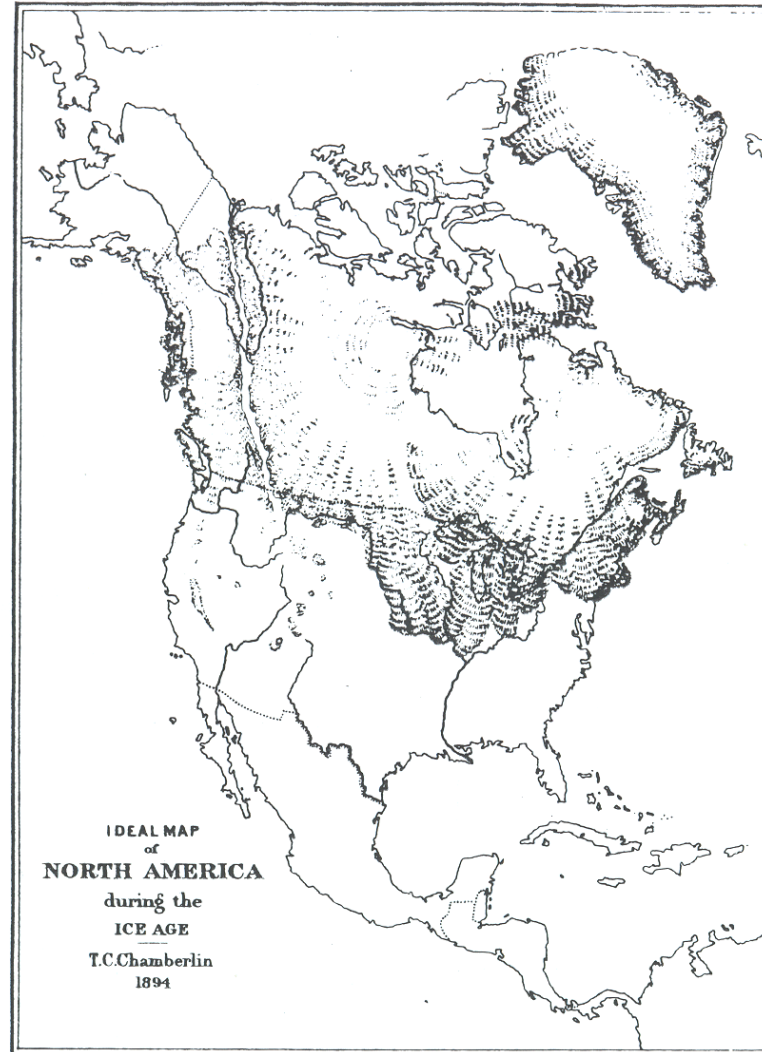 IDEAL MAP
of
NORTH AMERICA
during the
ICE AGE
T.C.Chamberlin
1894